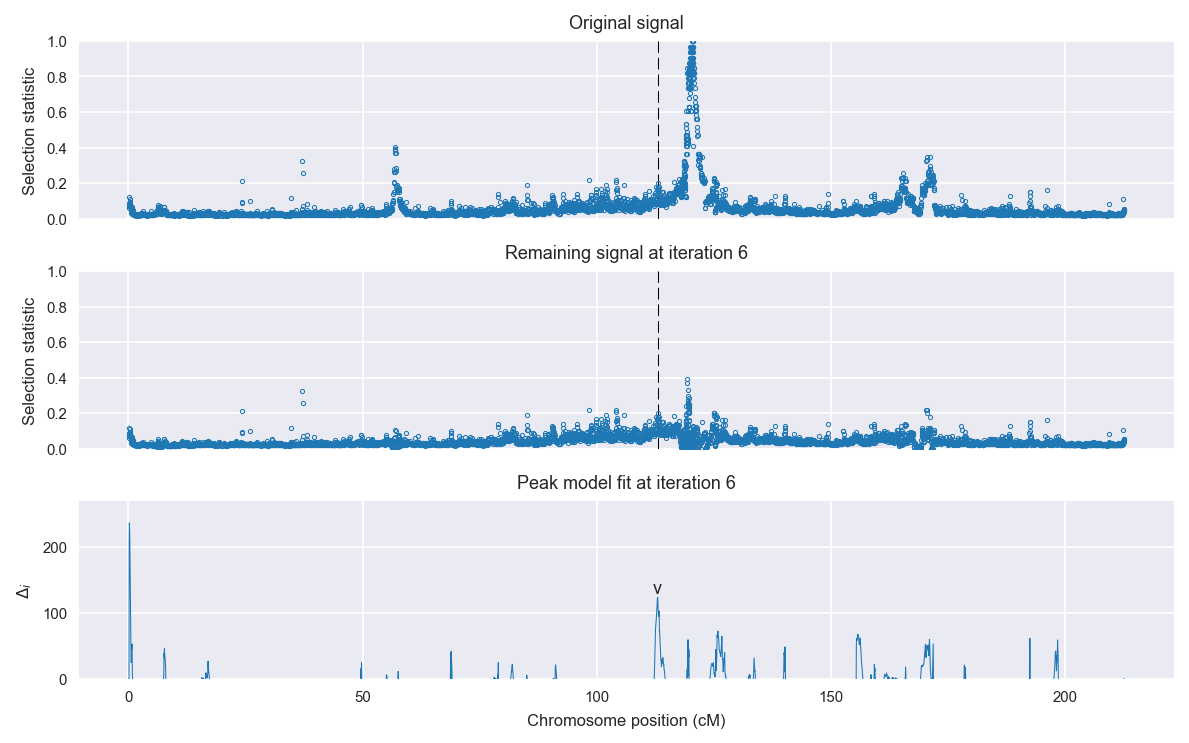 Original signal
Selection statistic
1.0
0.8
0.6
0.4
0.2
0.0
Remaining signal at iteration 6
Selection statistic
1.0
0.8
0.6
0.4
0.2
0.0
Peak model fit at iteration 6
Δi
200
100
0
v
0
50
100
150
200
Chromosome position (cM)